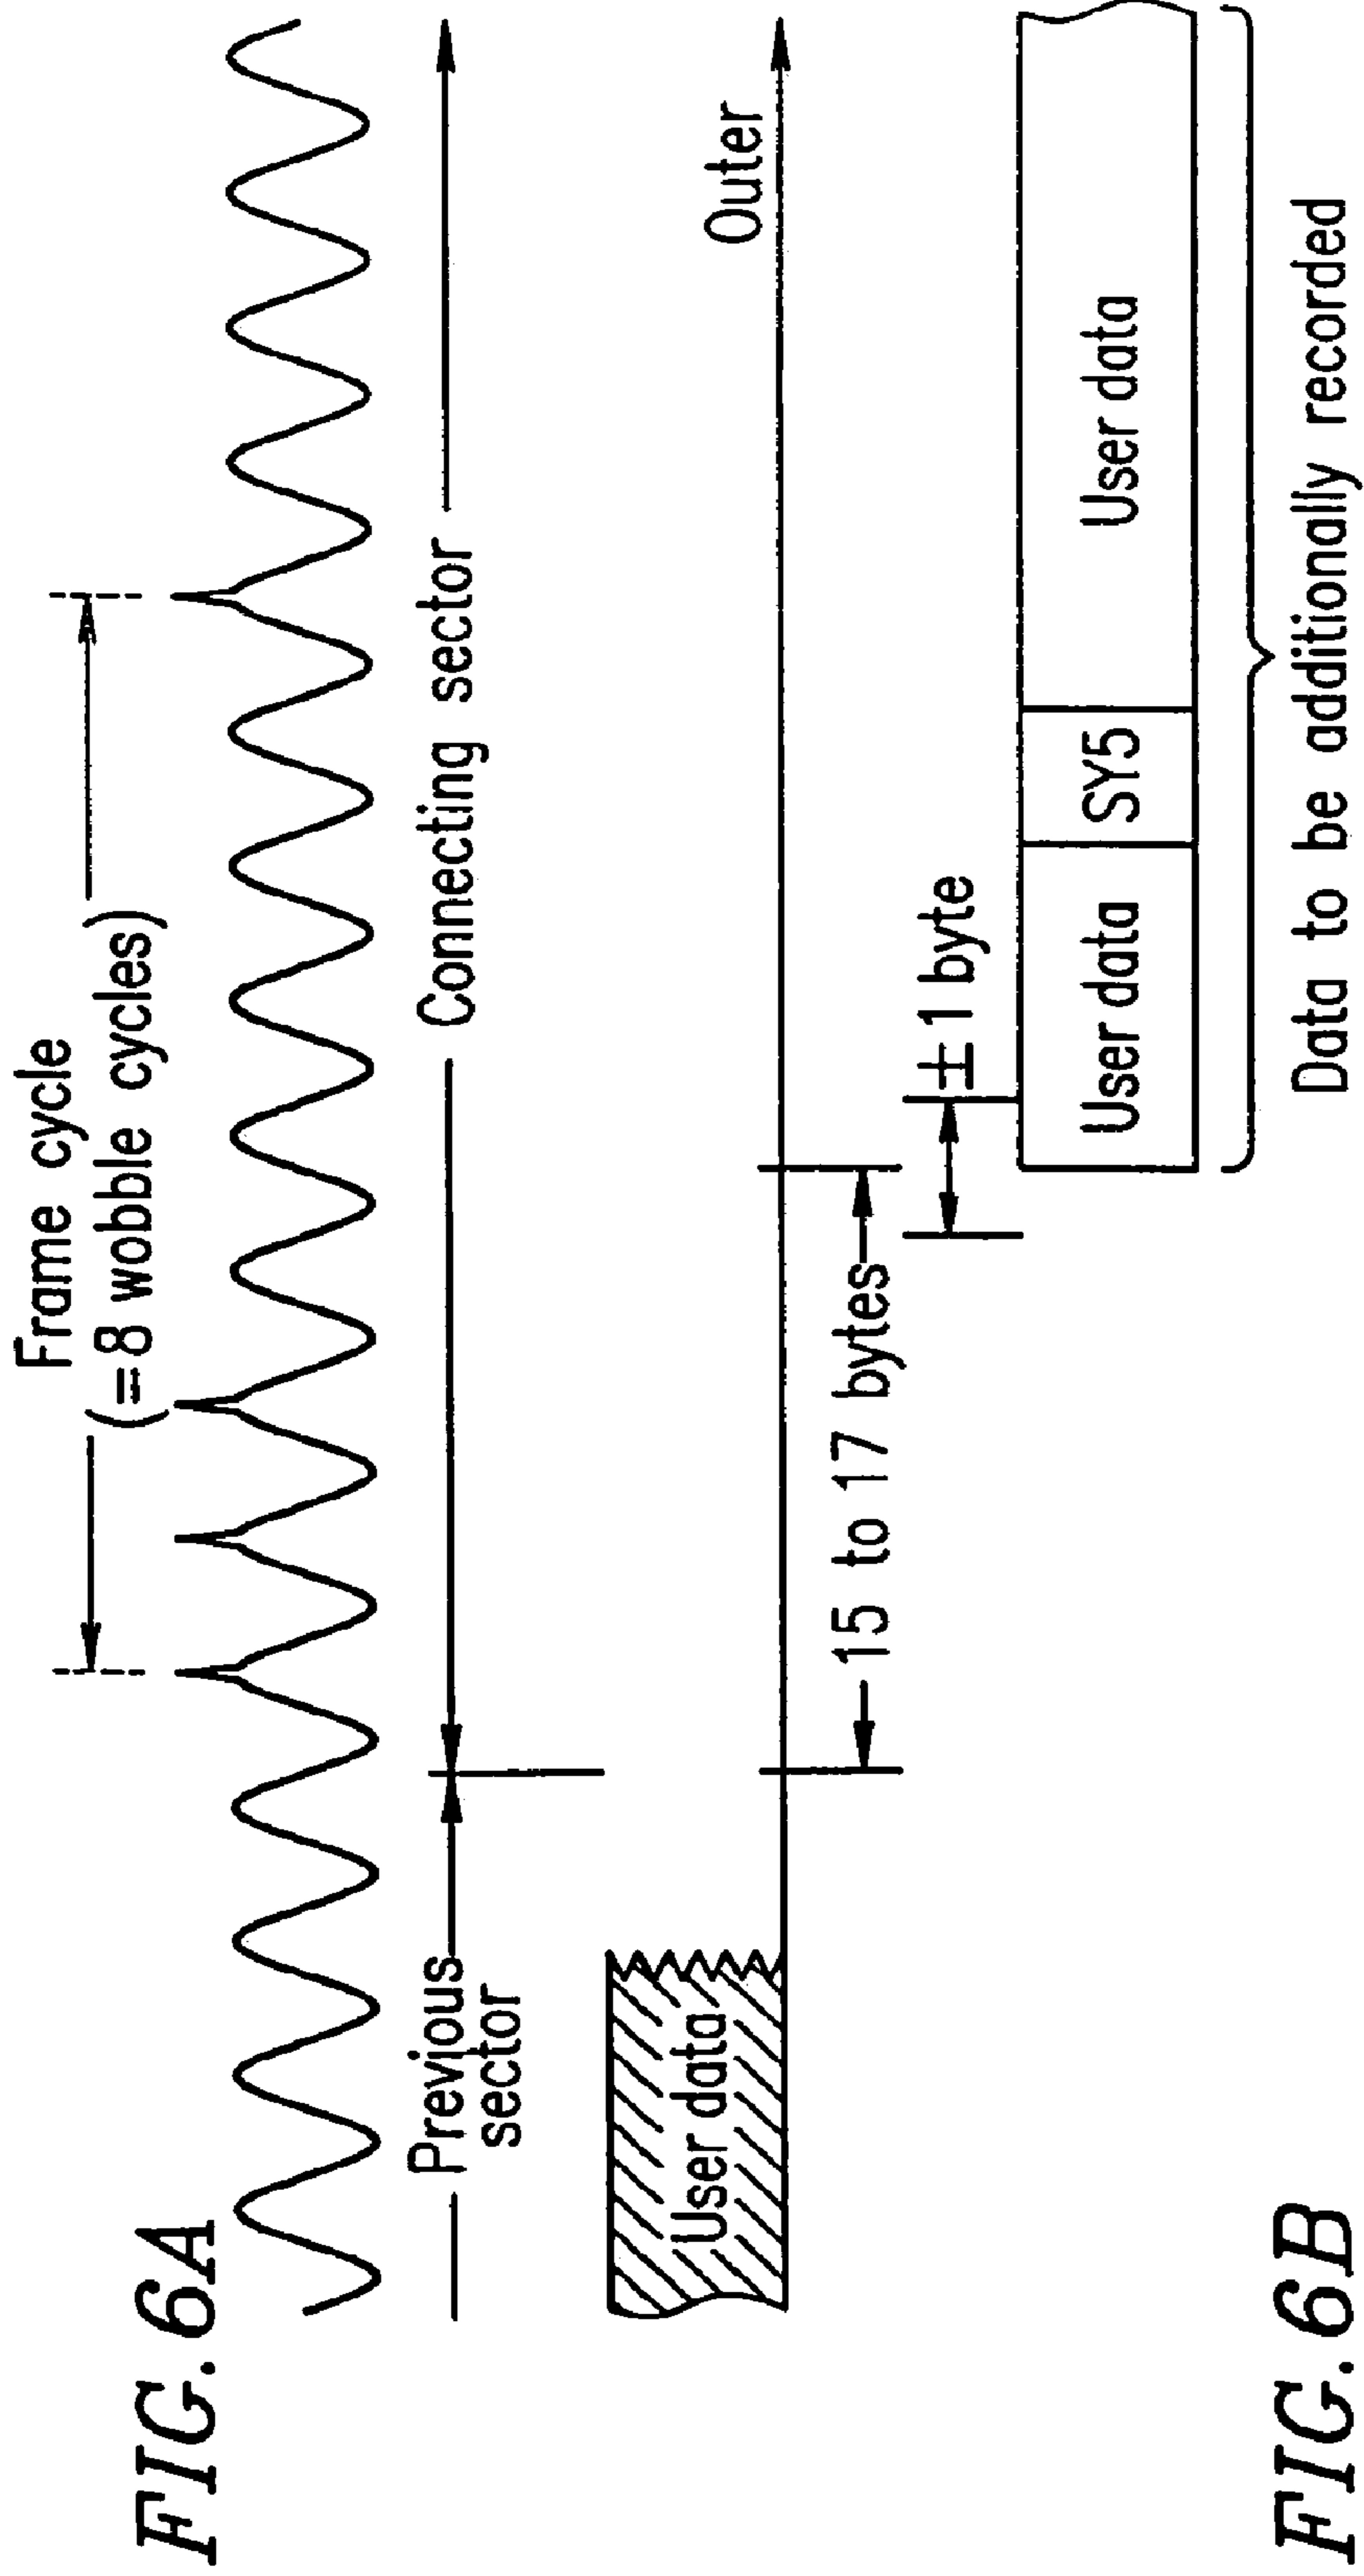 FIG. 6A
Frame cycle
(=8 wobble cycles)
Previous
sector
Connecting sector
User data
Outer
15 to 17 bytes
±1 byte
User data
SY5
User data
Data to be additionally recorded
FIG. 6B